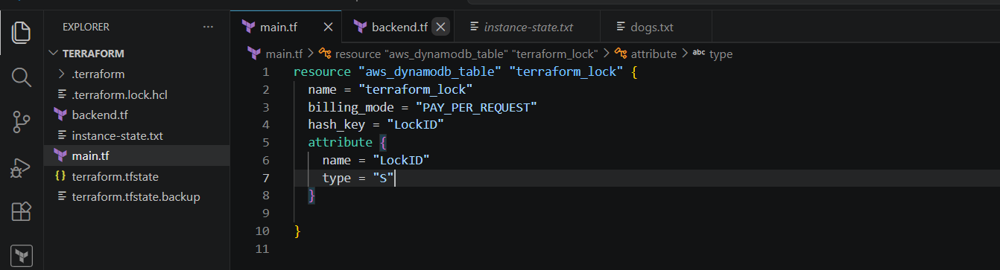 EXPLORER ...
TERRAFORM
.terraform
.terraform.lock.hcl
backend.tf
instance-state.txt
main.tf
terraform.tfstate
terraform.tfstate.backup
main.tf backend.tf instance-state.txt dogs.txt
main.tf > resource "aws_dynamodb_table" "terraform_lock" > attribute > abc type
1 resource "aws_dynamodb_table" "terraform_lock" {
2 name = "terraform_lock"
3 billing_mode = "PAY_PER_REQUEST"
4 hash_key = "LockID"
5 attribute {
6 name = "LockID"
7 type = "S"
8 }
9
10 }
11